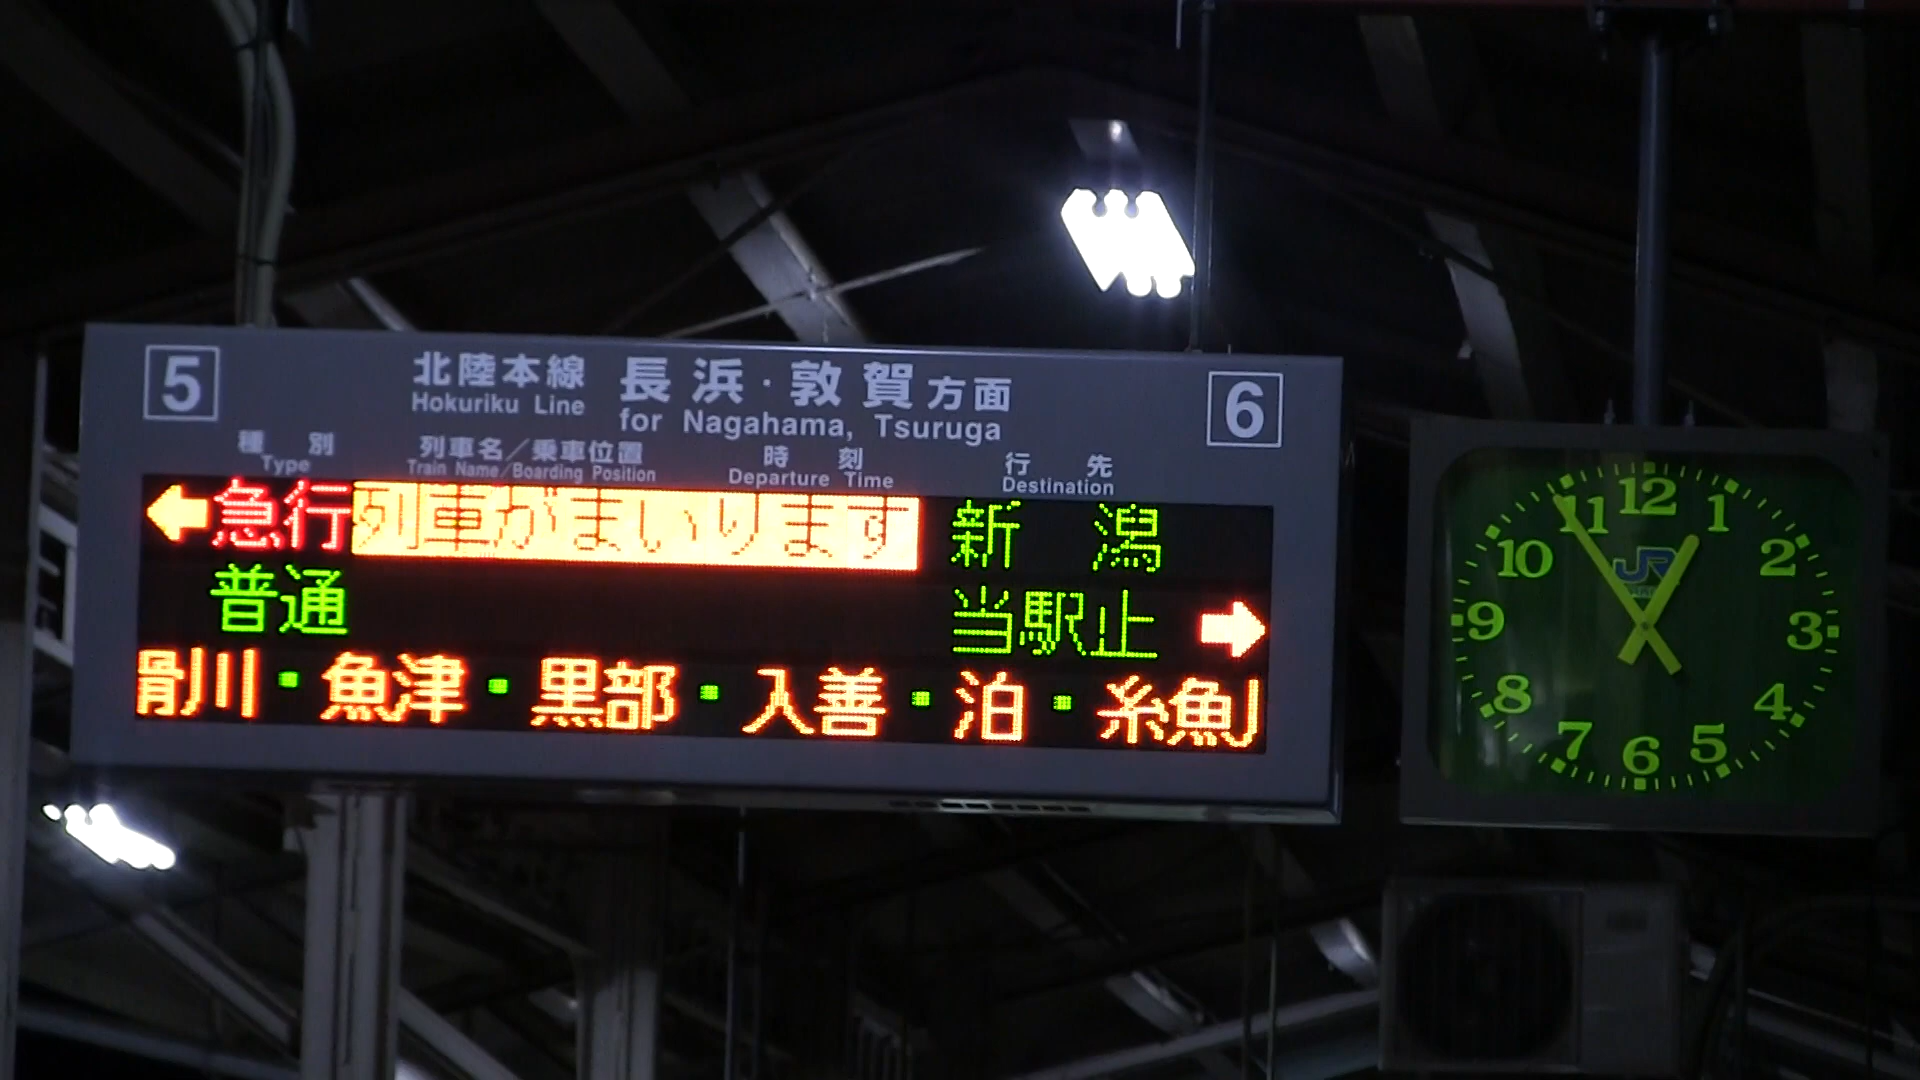 5
北陸本線 長浜・敦賀方面
Hokuriku Line for Nagahama, Tsuruga
6
種別 列車名/乗車位置 時刻 行先
Type Train Name/Boarding Position Departure Time Destination
急行 列車がまいります 新潟
普通 当駅止
滑川・魚津・黒部・入善・泊・糸魚川
12
1
2
3
4
5
6
7
8
9
10
11
JR